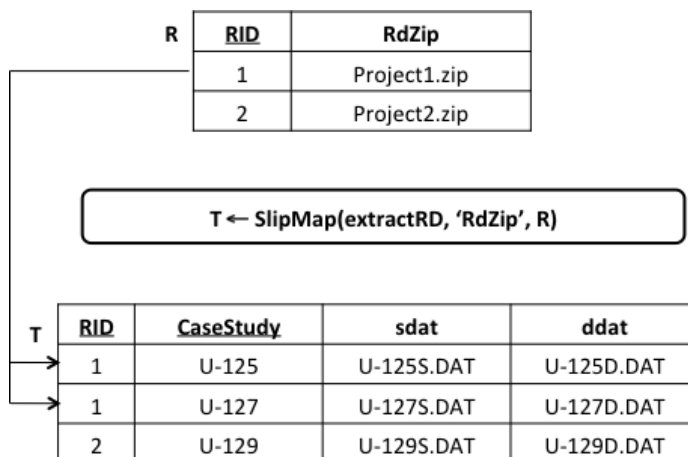 R RID RdZip
1 Project1.zip
2 Project2.zip
T ← SlipMap(extractRD, ‘RdZip’, R)
T RID CaseStudy sdat ddat
1 U-125 U-125S.DAT U-125D.DAT
1 U-127 U-127S.DAT U-127D.DAT
2 U-129 U-129S.DAT U-129D.DAT